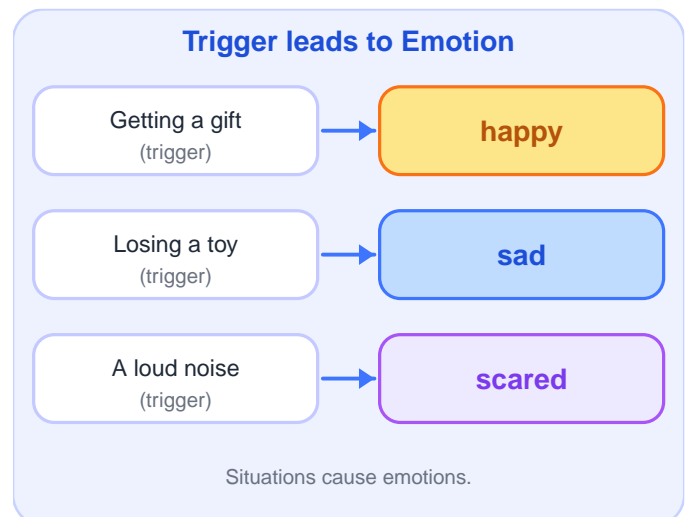 Trigger leads to Emotion
Getting a gift
(trigger)
happy
Losing a toy
(trigger)
sad
A loud noise
(trigger)
scared
Situations cause emotions.